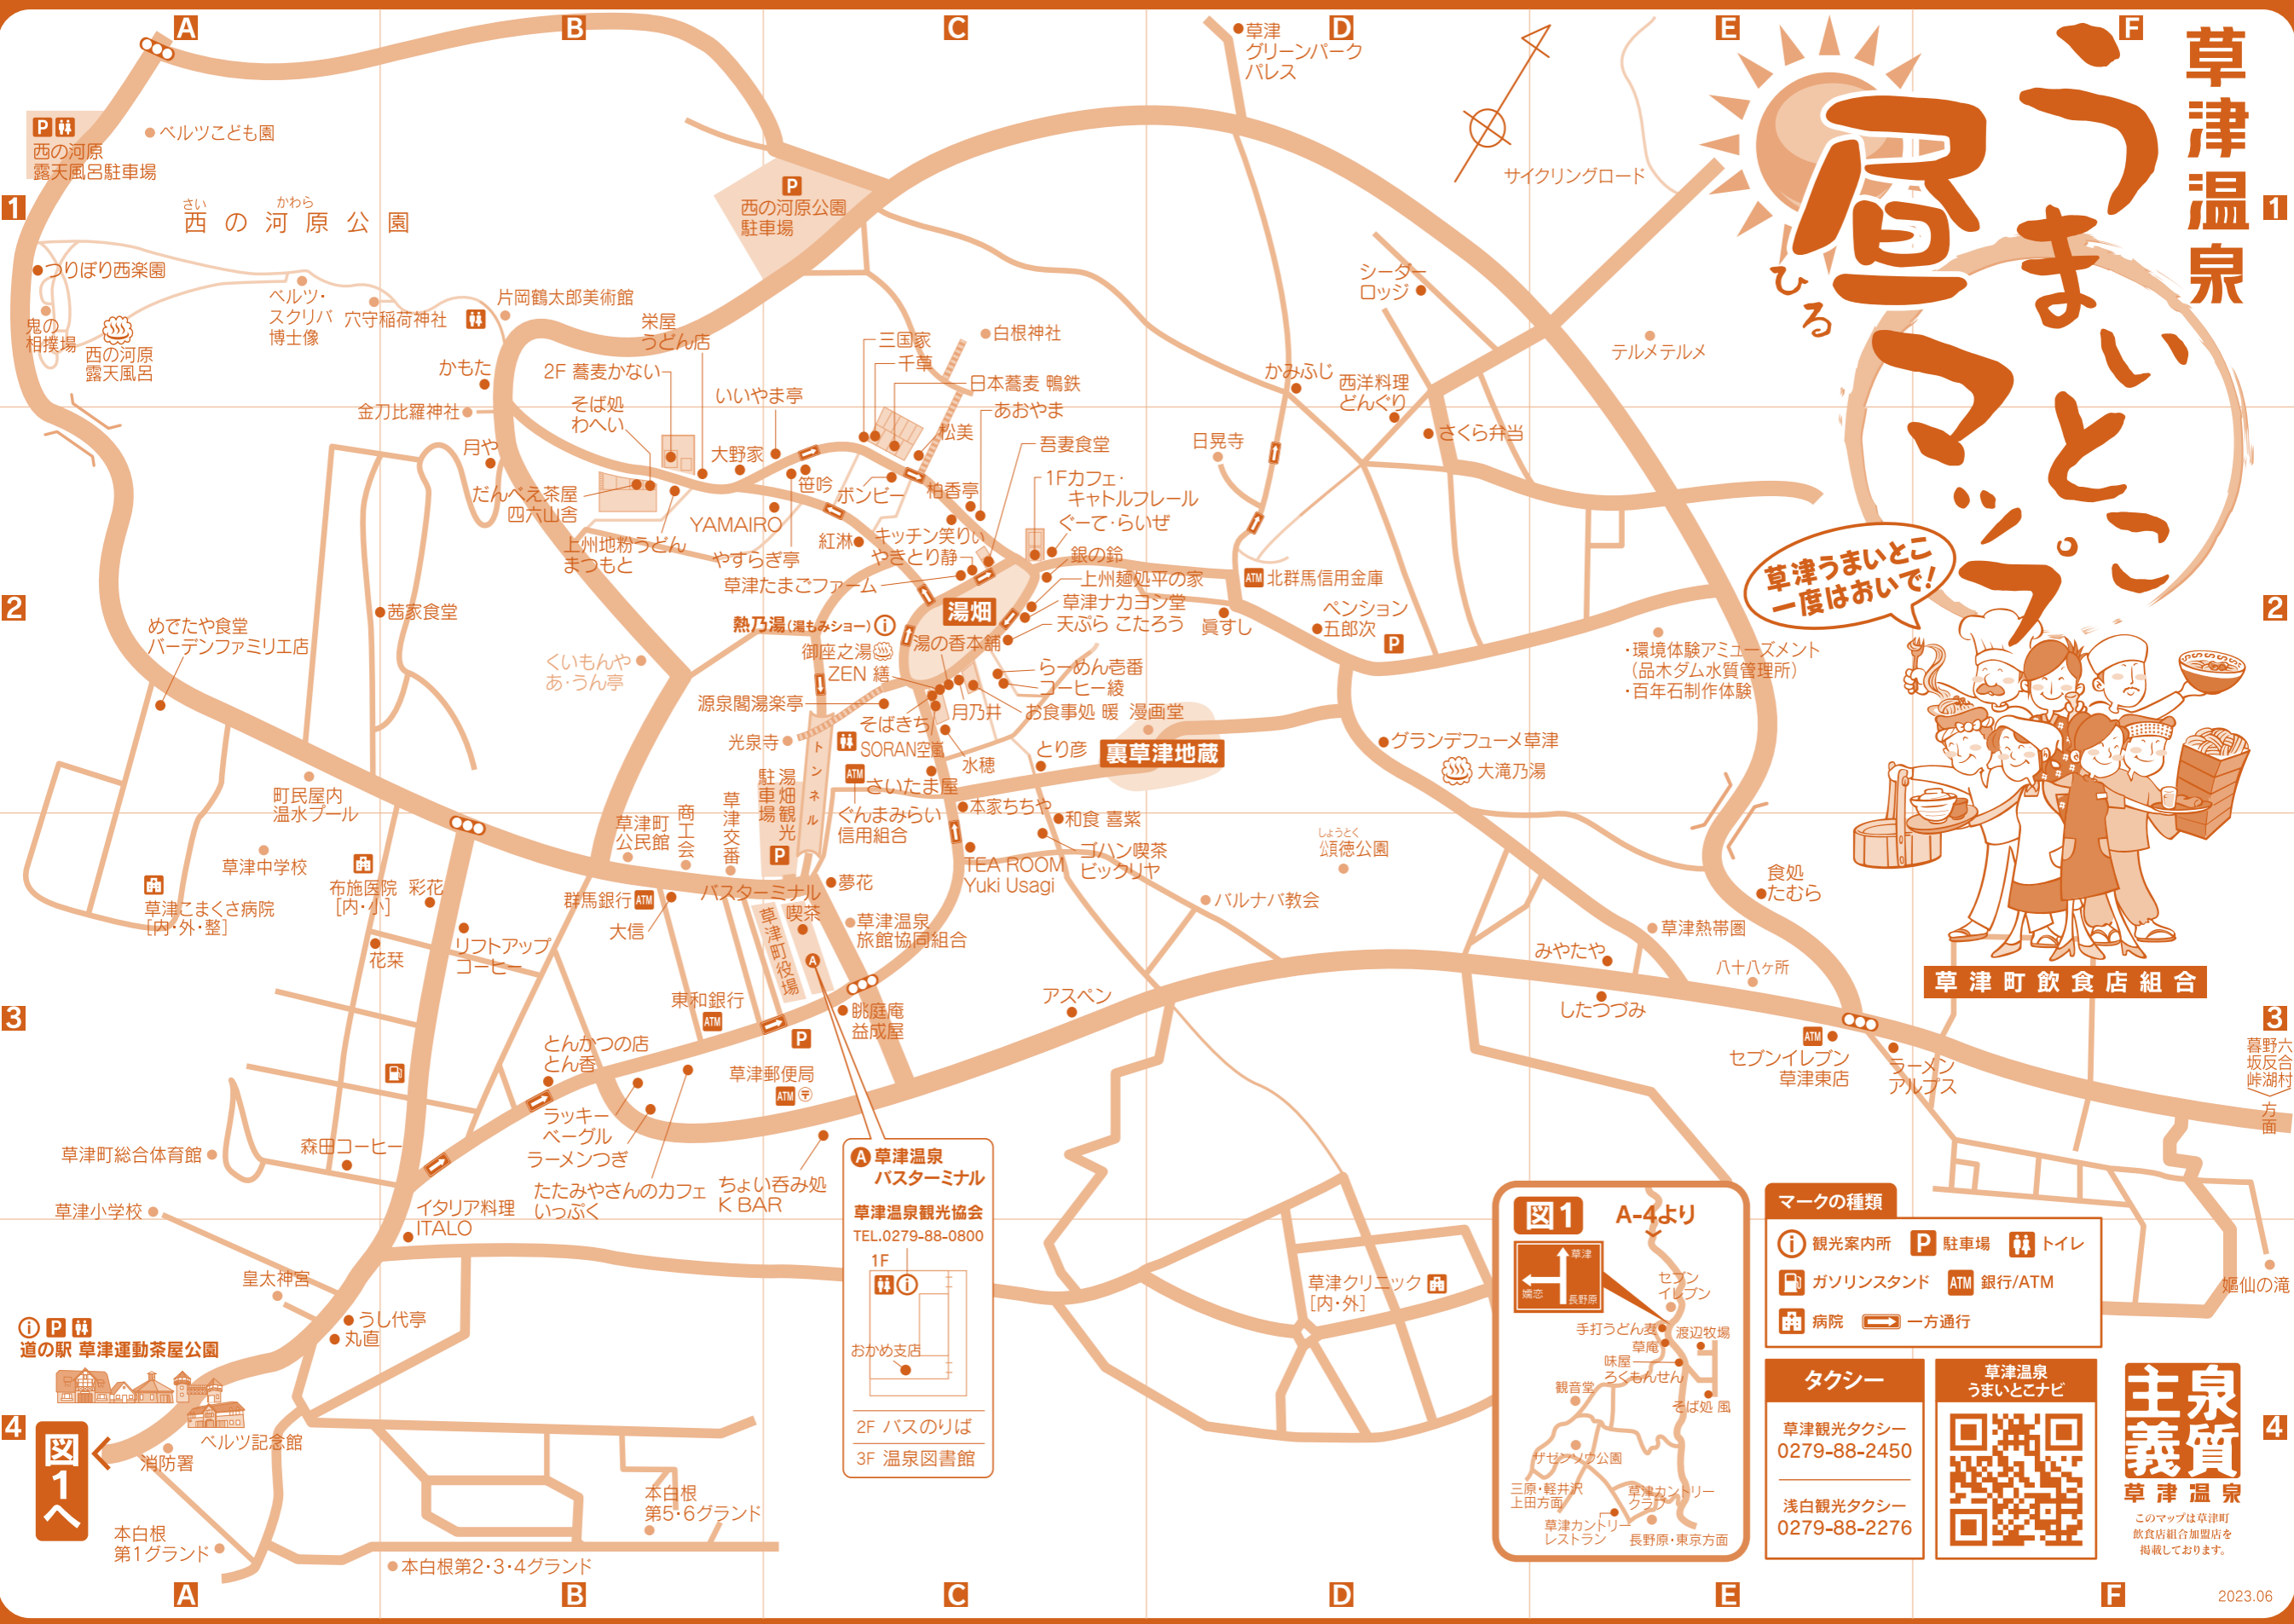 A
B
C
D
E
F
草津温泉
うまいとこ
昼マップ
ひる
草津うまいとこ
一度はおいで!
草津町飲食店組合
1
2
3
4
草津
グリーンパーク
パレス
サイクリングロード
P
西の河原
露天風呂駐車場
ベルツこども園
さい かわら
西の河原公園
P
西の河原公園
駐車場
つりぼり西楽園
鬼の
相撲場
西の河原
露天風呂
ベルツ・
スクリバ
博士像
穴守稲荷神社
片岡鶴太郎美術館
かもた
金刀比羅神社
月や
栄屋
うどん店
2F 蕎麦かない
そば処
わへい
いいやま亭
大野家
三国家
千草
日本蕎麦 鴨鉄
あおやま
松美
白根神社
吾妻食堂
1Fカフェ・
キャトルフレール
ぐーて・らいぜ
銀の鈴
上州麺処平の家
草津ナカヨシ堂
天ぷら こたろう
だんべえ茶屋
四六山舎
YAMAIRO
上州地粉うどん
まつもと
やすらぎ亭
笹吟
ボンビー
柏香亭
紅淋
キッチン笑りぃ
やきとり静
草津たまごファーム
湯畑
熱乃湯(湯もみショー)
御座之湯
湯の香本舗
ZEN 繕
源泉閣湯楽亭
らーめん壱番
コーヒー綾
お食事処 暖
漫画堂
月乃井
そばきち
SORAN空嵐
水穂
とり彦
裏草津地蔵
光泉寺
トンネル
湯畑観光
駐車場
P
ATM
さいたま屋
ぐんまみらい
信用組合
本家ちちや
和食 喜紫
ゴハン喫茶
ビックリヤ
TEA ROOM
Yuki Usagi
シーダー
ロッジ
かみふじ
西洋料理
どんぐり
さくら弁当
日晃寺
テルメテルメ
ATM 北群馬信用金庫
眞すし
ペンション
五郎次
P
・環境体験アミューズメント
(品木ダム水質管理所)
・百年石制作体験
グランデフューメ草津
大滝乃湯
しょうとく
頌徳公園
バルナバ教会
食処
たむら
草津熱帯圏
みやたや
したつづみ
八十八ヶ所
ATM
セブンイレブン
草津東店
ラーメン
アルプス
暮坂峠
野反湖
六合村
方面
嫗仙の滝
めでたや食堂
バーデンファミリエ店
茜家食堂
くいもんや
あ・うん亭
町民屋内
温水プール
草津中学校
草津こまくさ病院
[内・外・整]
布施医院
[内・小]
彩花
花栞
リフトアップ
コーヒー
草津町
公民館
商工会
草津交番
群馬銀行 ATM
大信
バスターミナル
喫茶
草津町役場
A
夢花
草津温泉
旅館協同組合
東和銀行
ATM
P
眺庭庵
益成屋
アスペン
とんかつの店
とん香
草津郵便局
ATM
ラッキー
ベーグル
ラーメンつぎ
たたみやさんのカフェ
いっぷく
ちょい呑み処
K BAR
草津町総合体育館
森田コーヒー
草津小学校
イタリア料理
ITALO
皇太神宮
うし代亭
丸直
P
道の駅 草津運動茶屋公園
ベルツ記念館
消防署
図1へ
本白根
第1グランド
本白根第2・3・4グランド
本白根
第5・6グランド
A 草津温泉
バスターミナル
草津温泉観光協会
TEL.0279-88-0800
1F
おかめ支店
2F バスのりば
3F 温泉図書館
草津クリニック
[内・外]
図1
A-4より
草津
嬬恋
長野原
セブン
イレブン
手打うどん麦
草庵
渡辺牧場
味屋
ろくもんせん
観音堂
そば処 風
ザゼンソウ公園
三原・軽井沢
上田方面
草津カントリー
クラブ
草津カントリー
レストラン
長野原・東京方面
マークの種類
観光案内所
P 駐車場
トイレ
ガソリンスタンド
ATM 銀行/ATM
病院
一方通行
タクシー
草津観光タクシー
0279-88-2450
浅白観光タクシー
0279-88-2276
草津温泉
うまいとこナビ
泉質主義
草津温泉
このマップは草津町
飲食店組合加盟店を
掲載しております。
A
B
C
D
E
F
2023.06